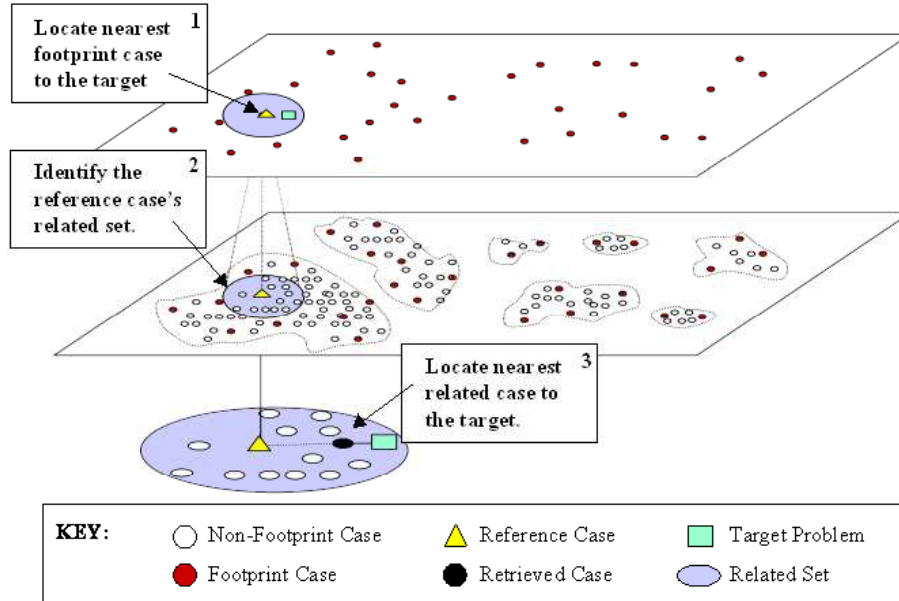 1
Locate nearest
footprint case
to the target
2
Identify the
reference case's
related set.
3
Locate nearest
related case to
the target.
KEY:
Non-Footprint Case
Reference Case
Target Problem
Footprint Case
Retrieved Case
Related Set